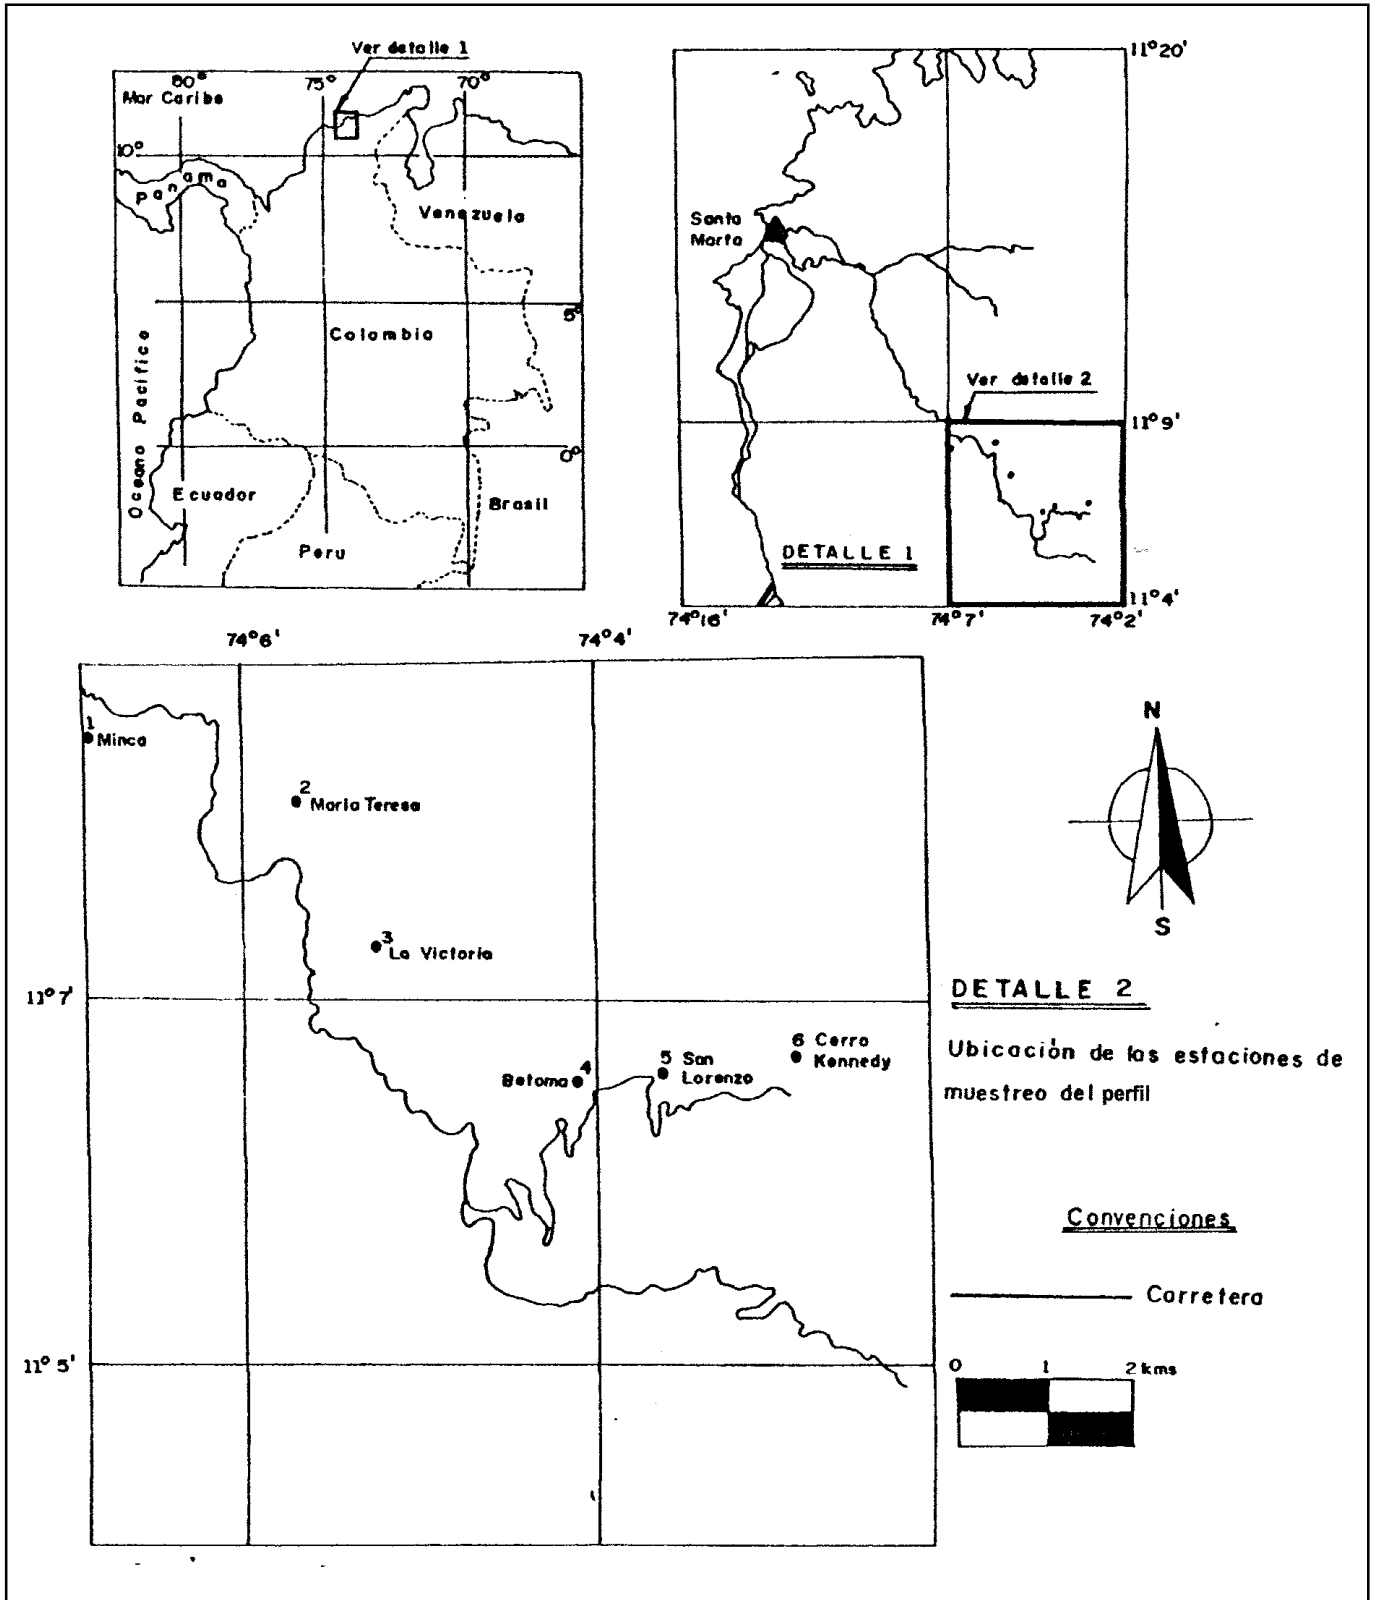 Ver detalle 1
80°
75°
70°
Mar Caribe
10°
Panama
Venezuela
5°
Colombia
Oceano Pacifico
0°
Ecuador
Brasil
Peru
11°20'
Santa
Marta
Ver detalle 2
11°9'
DETALLE 1
11°4'
74°16'
74°7'
74°2'
74°6'
74°4'
1
Minca
2
Maria Teresa
3
La Victoria
11°7'
Betoma
4
5 San
Lorenzo
6 Cerro
Kennedy
11°5'
N
S
DETALLE 2
Ubicación de las estaciones de
muestreo del perfil
Convenciones
Carretera
0 1 2 kms